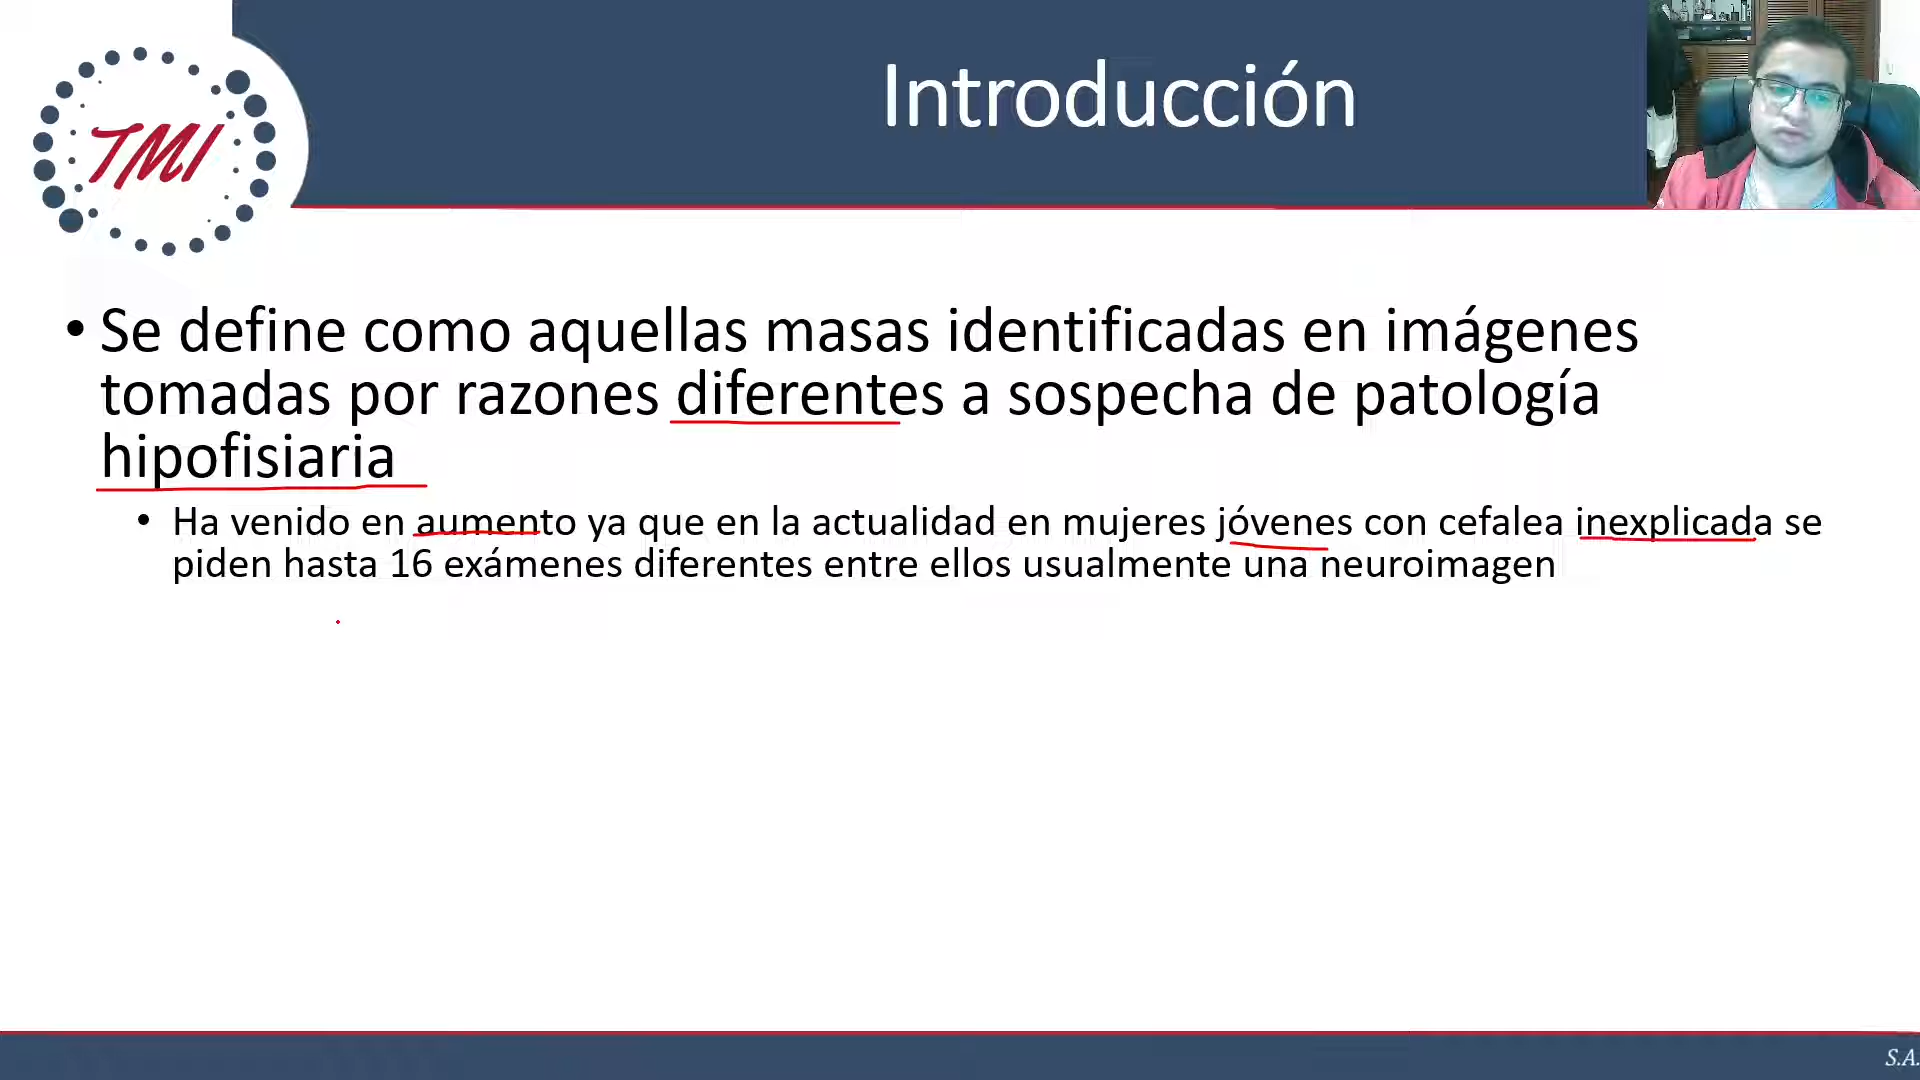 Introducción
TMI
• Se define como aquellas masas identificadas en imágenes
tomadas por razones diferentes a sospecha de patología
hipofisiaria
• Ha venido en aumento ya que en la actualidad en mujeres jóvenes con cefalea inexplicada se
piden hasta 16 exámenes diferentes entre ellos usualmente una neuroimagen
S.A.